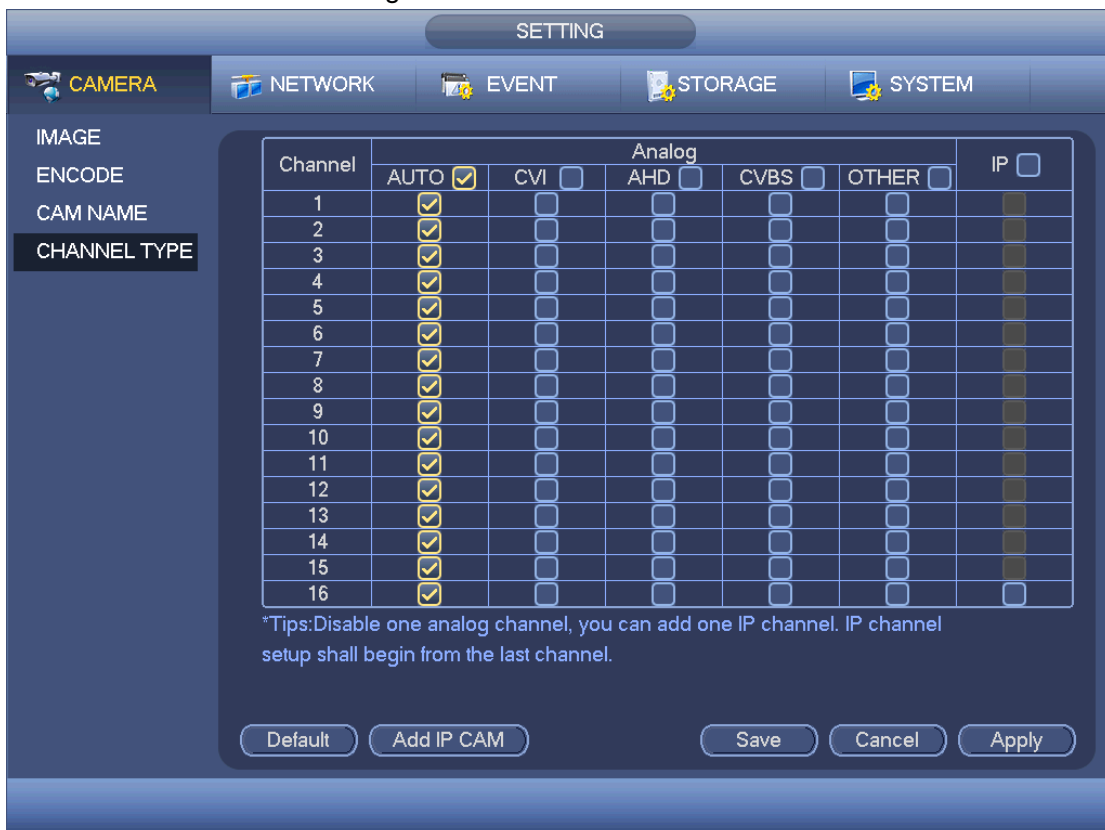 SETTING
CAMERA NETWORK EVENT STORAGE SYSTEM
IMAGE
ENCODE
CAM NAME
CHANNEL TYPE
Channel Analog IP
AUTO CVI AHD CVBS OTHER
1
2
3
4
5
6
7
8
9
10
11
12
13
14
15
16
*Tips:Disable one analog channel, you can add one IP channel. IP channel
setup shall begin from the last channel.
Default Add IP CAM Save Cancel Apply